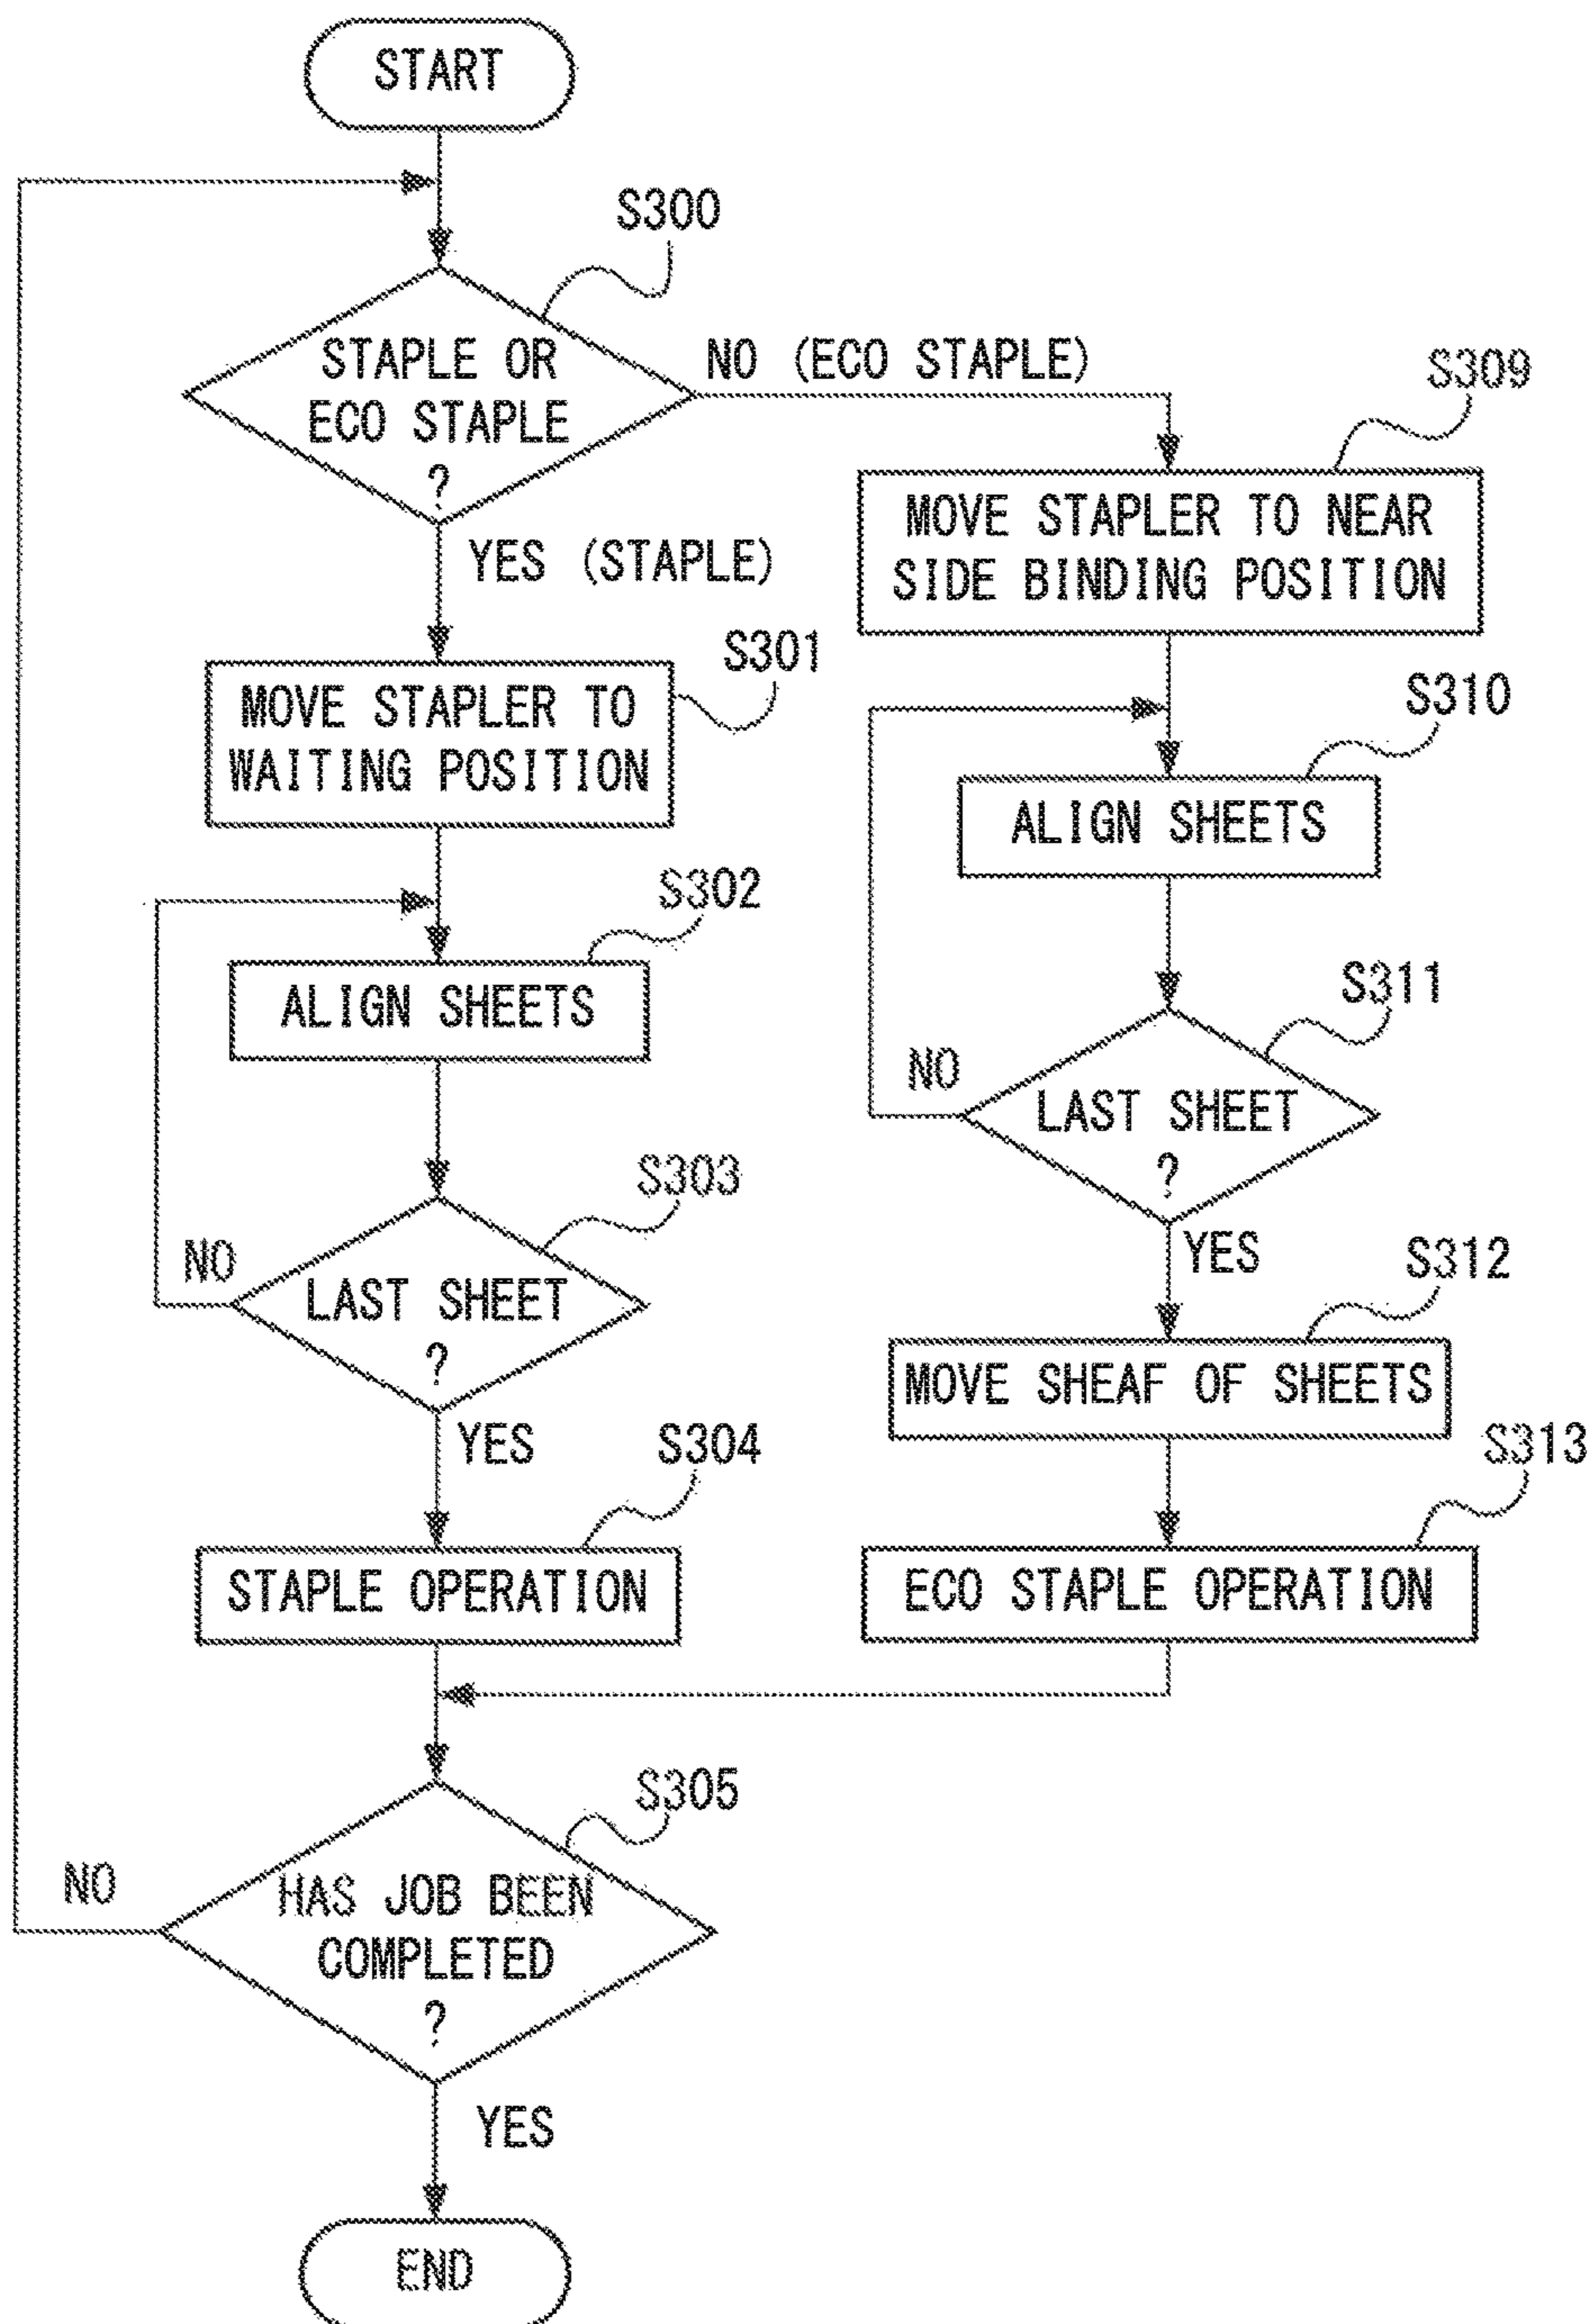 START
S300
STAPLE OR
ECO STAPLE
?
NO (ECO STAPLE)
YES (STAPLE)
S301
MOVE STAPLER TO
WAITING POSITION
S302
ALIGN SHEETS
S303
LAST SHEET
?
NO
YES
S304
STAPLE OPERATION
S309
MOVE STAPLER TO NEAR
SIDE BINDING POSITION
S310
ALIGN SHEETS
S311
LAST SHEET
?
NO
YES
S312
MOVE SHEAF OF SHEETS
S313
ECO STAPLE OPERATION
S305
HAS JOB BEEN
COMPLETED
?
NO
YES
END